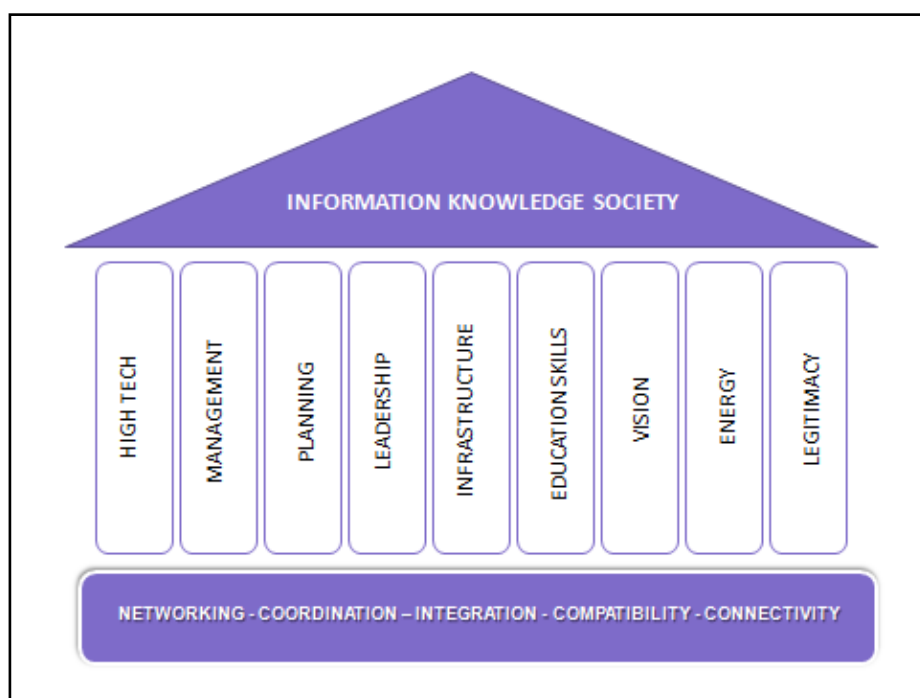 INFORMATION KNOWLEDGE SOCIETY
HIGH TECH
MANAGEMENT
PLANNING
LEADERSHIP
INFRASTRUCTURE
EDUCATION SKILLS
VISION
ENERGY
LEGITIMACY
NETWORKING - COORDINATION – INTEGRATION - COMPATIBILITY - CONNECTIVITY